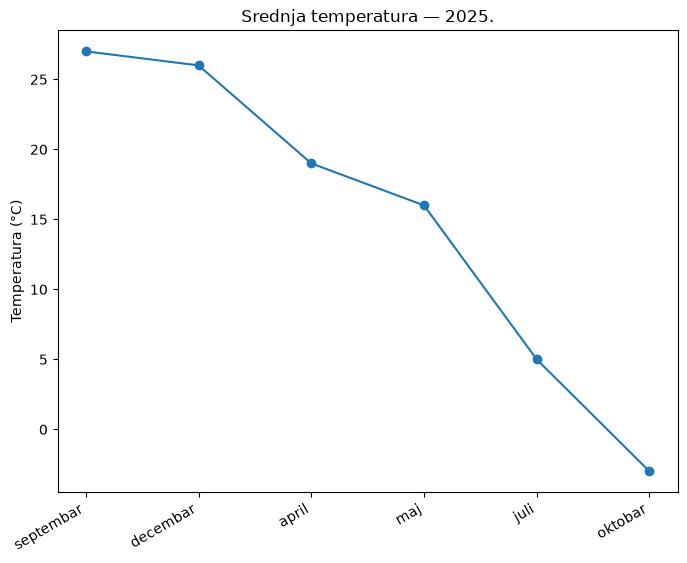 Srednja temperatura — 2025.
Temperatura (°C)
25
20
15
10
5
0
septembar
decembar
april
maj
juli
oktobar